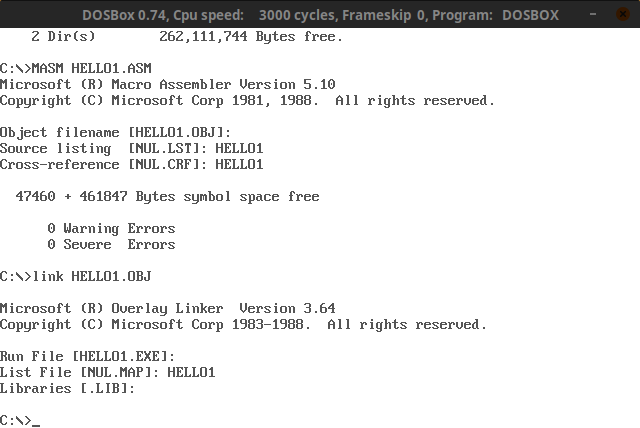 DOSBox 0.74, Cpu speed:    3000 cycles, Frameskip  0, Program:   DOSBOX
    2 Dir(s)        262,111,744 Bytes free.
C:\>MASM HELLO1.ASM
Microsoft (R) Macro Assembler Version 5.10
Copyright (C) Microsoft Corp 1981, 1988.  All rights reserved.
Object filename [HELLO1.OBJ]:
Source listing  [NUL.LST]: HELLO1
Cross-reference [NUL.CRF]: HELLO1
  47460 + 461847 Bytes symbol space free
      0 Warning Errors
      0 Severe  Errors
C:\>link HELLO1.OBJ
Microsoft (R) Overlay Linker  Version 3.64
Copyright (C) Microsoft Corp 1983-1988.  All rights reserved.
Run File [HELLO1.EXE]:
List File [NUL.MAP]: HELLO1
Libraries [.LIB]:
C:\>_